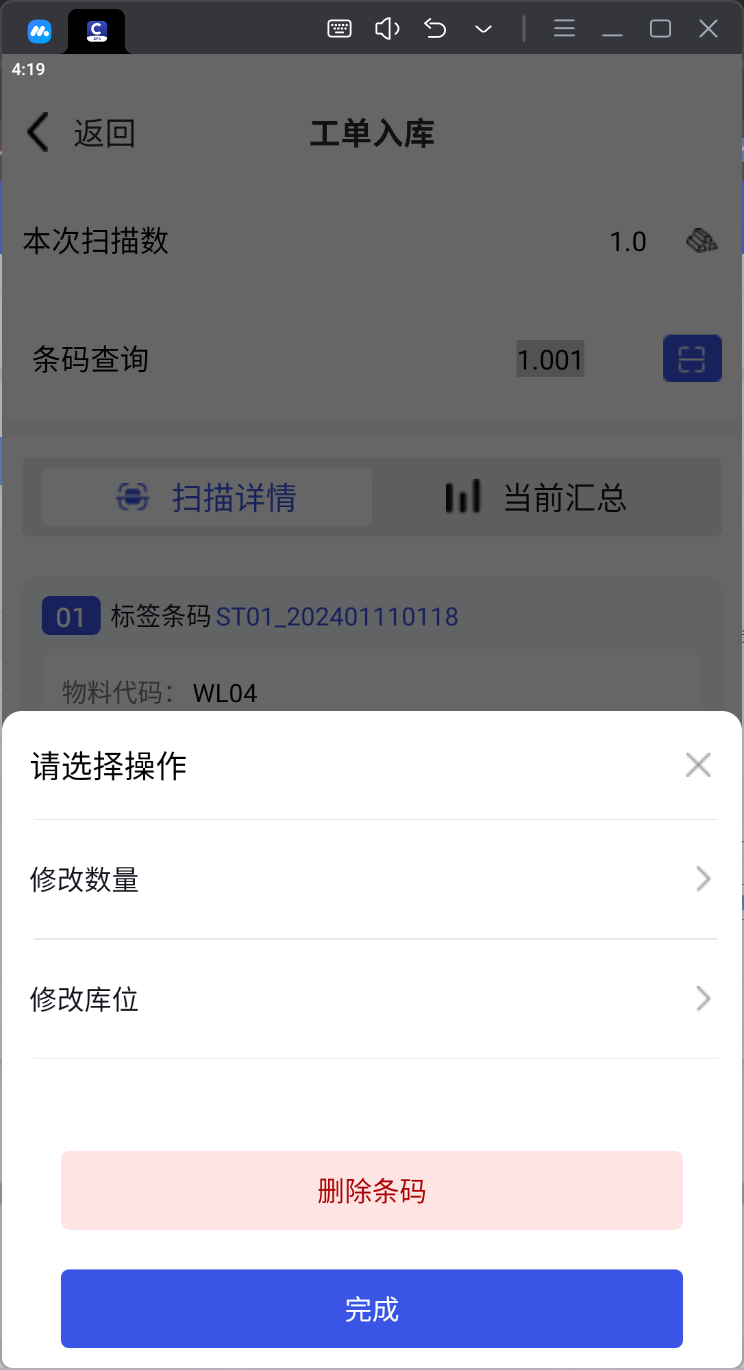 4:19
返回
工单入库
本次扫描数 1.0
条码查询 1.001
扫描详情 当前汇总
01 标签条码 ST01_202401110118
物料代码： WL04
请选择操作
修改数量
修改库位
删除条码
完成